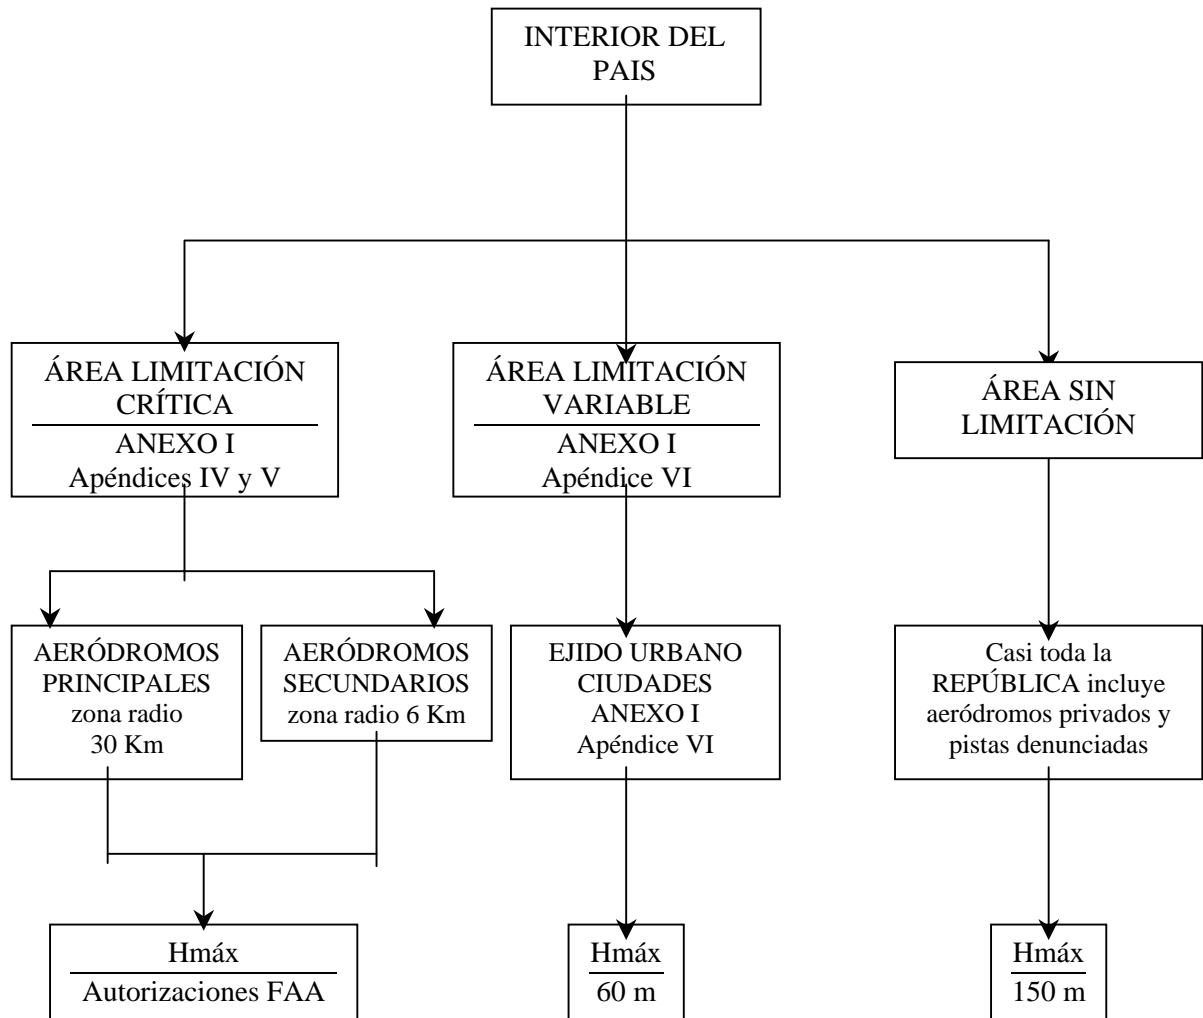 INTERIOR DEL
PAIS
ÁREA LIMITACIÓN
CRÍTICA
ANEXO I
Apéndices IV y V
ÁREA LIMITACIÓN
VARIABLE
ANEXO I
Apéndice VI
ÁREA SIN
LIMITACIÓN
AERÓDROMOS
PRINCIPALES
zona radio
30 Km
AERÓDROMOS
SECUNDARIOS
zona radio 6 Km
EJIDO URBANO
CIUDADES
ANEXO I
Apéndice VI
Casi toda la
REPÚBLICA incluye
aeródromos privados y
pistas denunciadas
Hmáx
Autorizaciones FAA
Hmáx
60 m
Hmáx
150 m